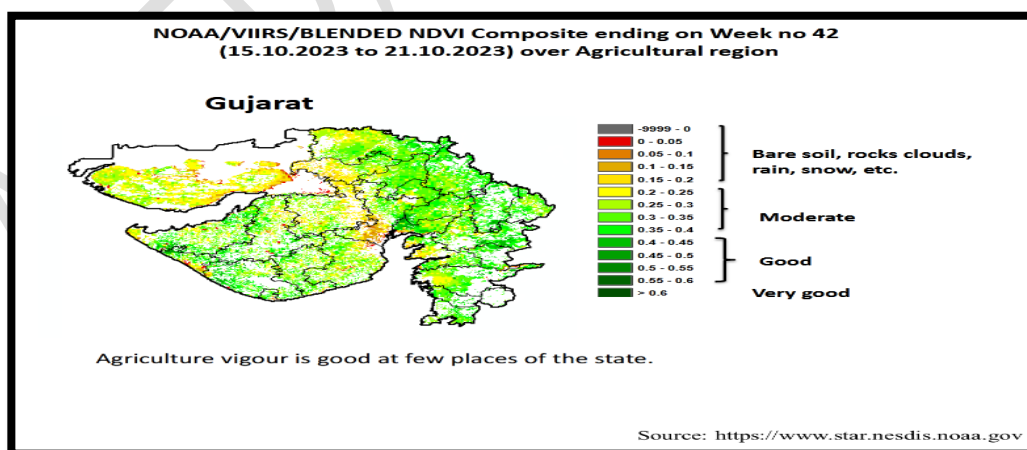 NOAA/VIIRS/BLENDED NDVI Composite ending on Week no 42
(15.10.2023 to 21.10.2023) over Agricultural region
Gujarat
-9999 - 0
0 - 0.05
0.05 - 0.1
0.1 - 0.15
0.15 - 0.2
0.2 - 0.25
0.25 - 0.3
0.3 - 0.35
0.35 - 0.4
0.4 - 0.45
0.45 - 0.5
0.5 - 0.55
0.55 - 0.6
> 0.6
Bare soil, rocks clouds,
rain, snow, etc.
Moderate
Good
Very good
Agriculture vigour is good at few places of the state.
Source: https://www.star.nesdis.noaa.gov